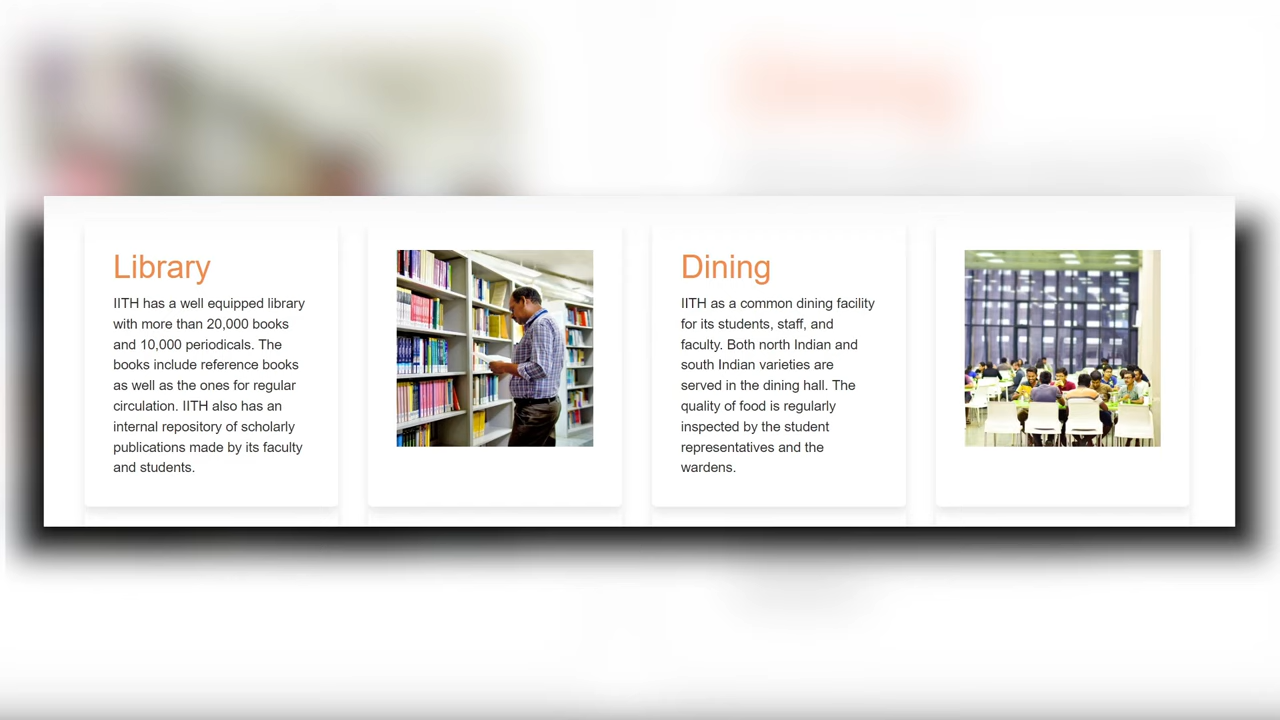 Library
IITH has a well equipped library
with more than 20,000 books
and 10,000 periodicals. The
books include reference books
as well as the ones for regular
circulation. IITH also has an
internal repository of scholarly
publications made by its faculty
and students.
Dining
IITH as a common dining facility
for its students, staff, and
faculty. Both north Indian and
south Indian varieties are
served in the dining hall. The
quality of food is regularly
inspected by the student
representatives and the
wardens.